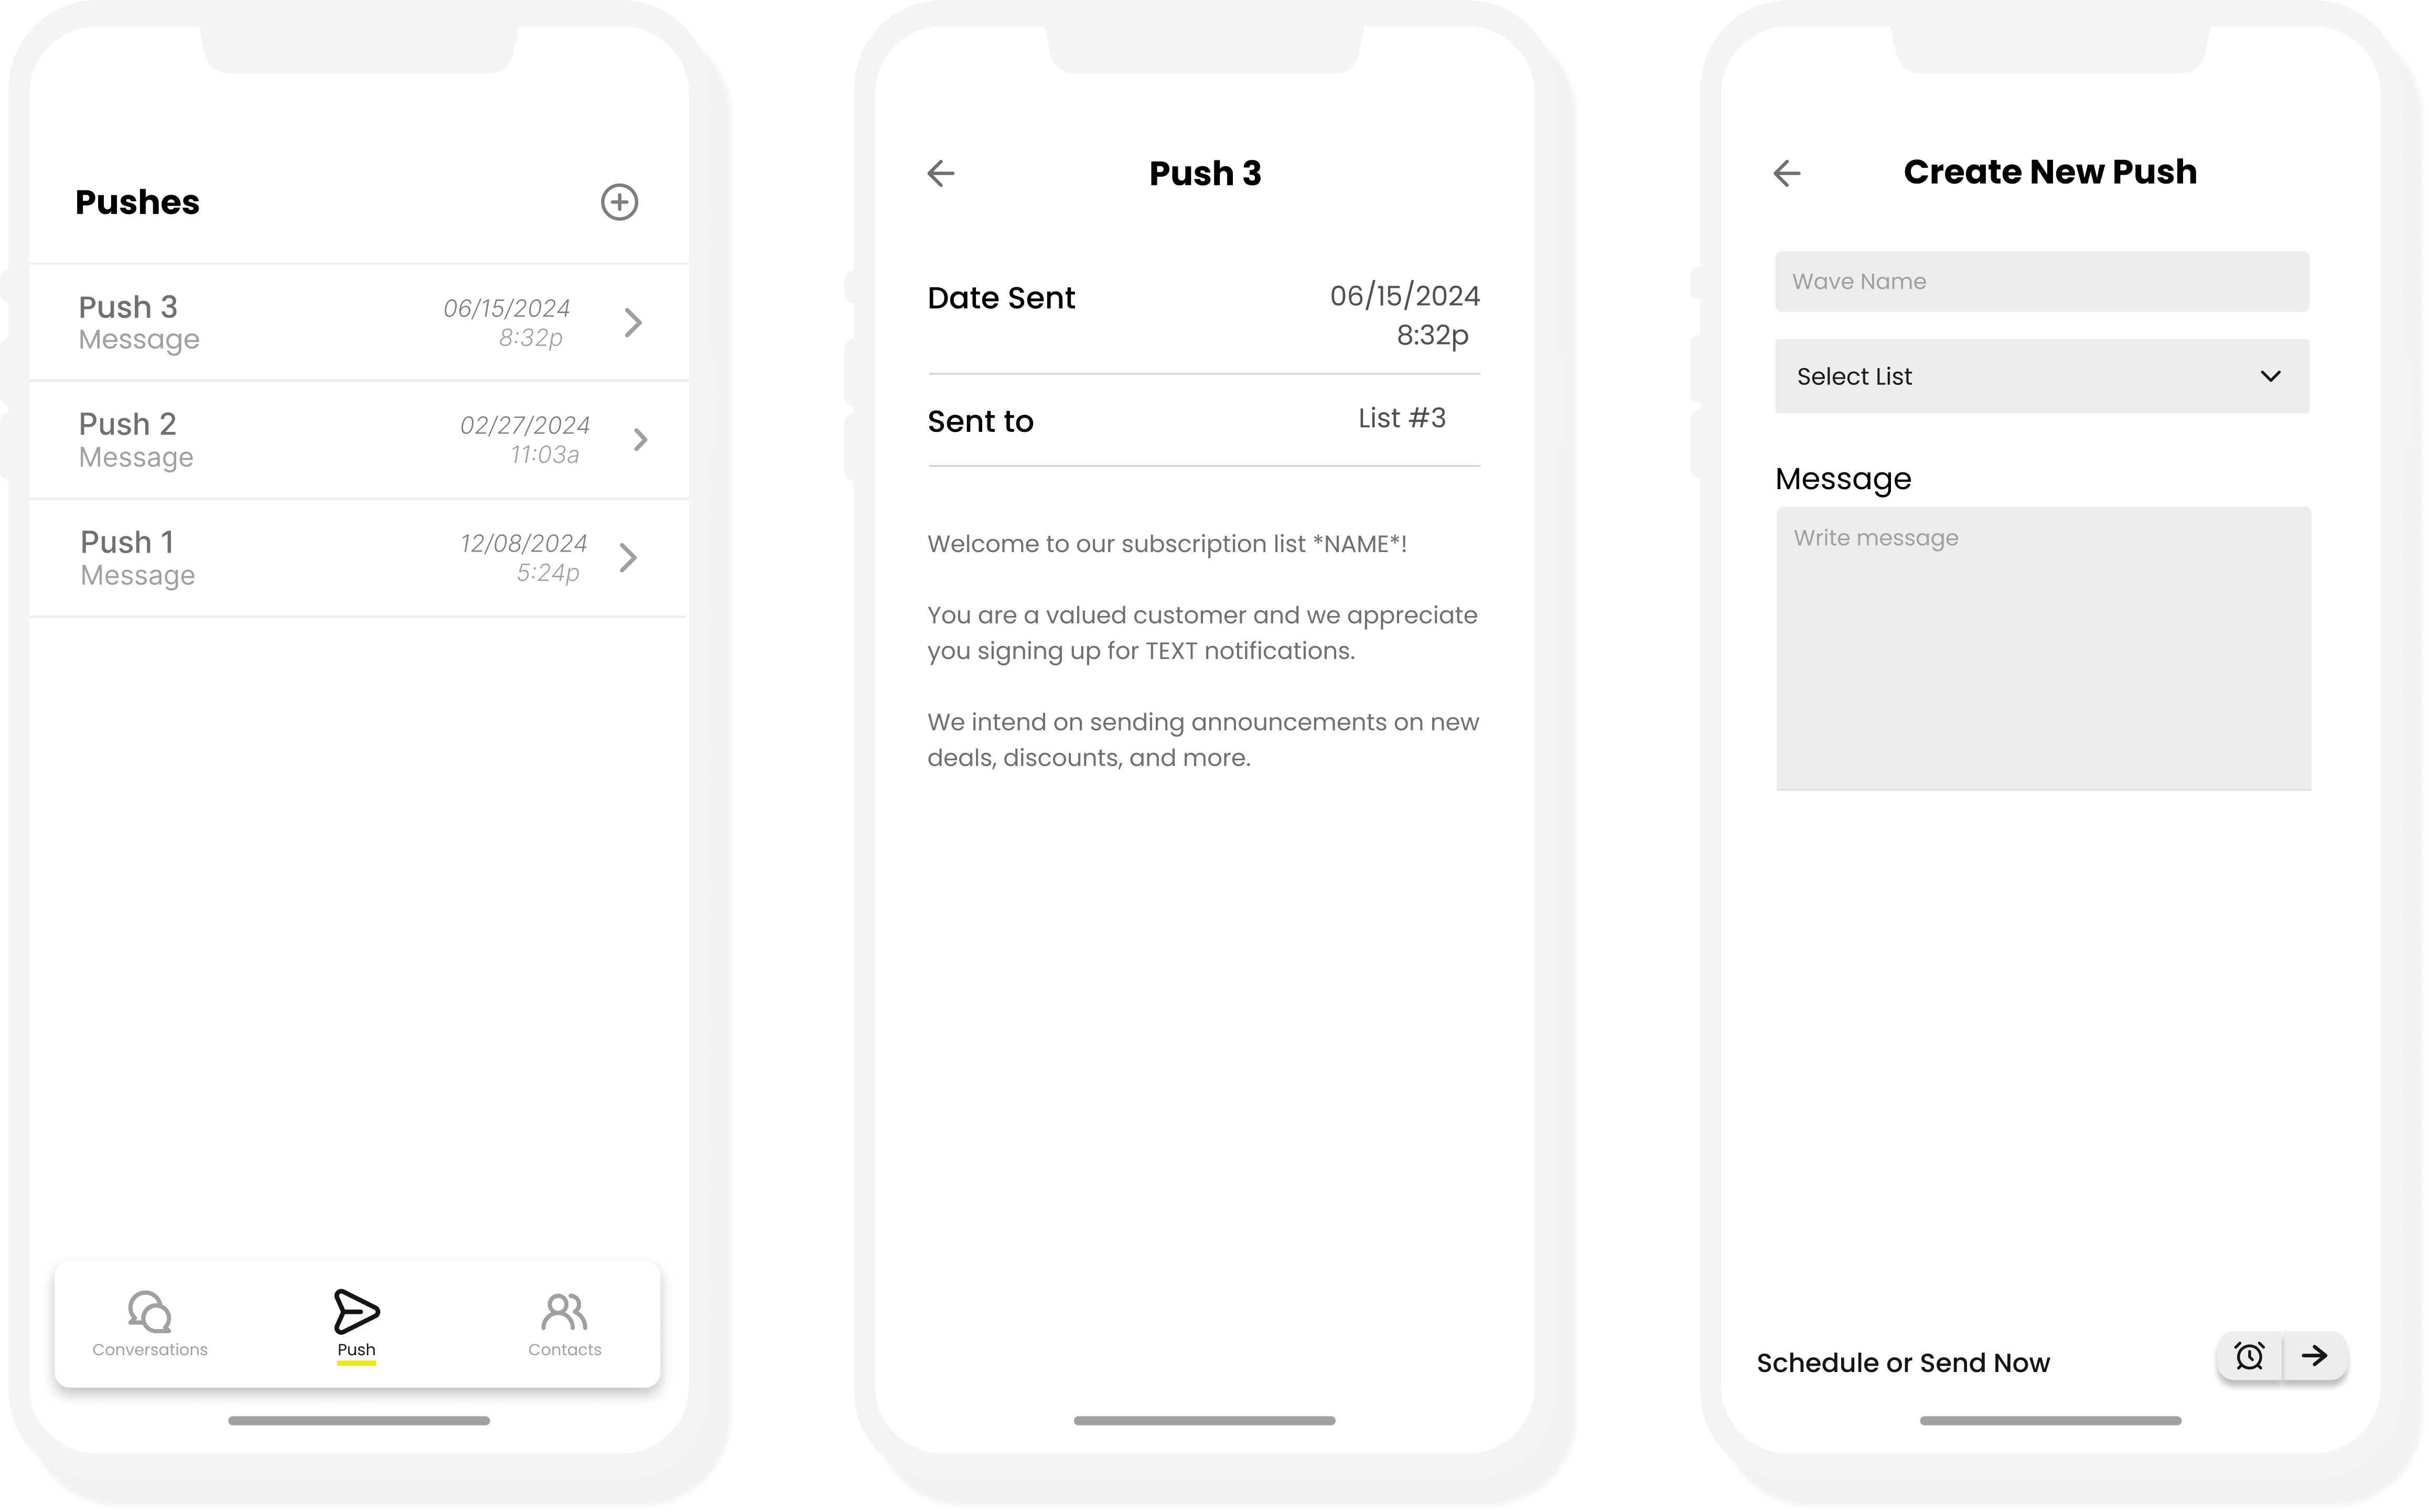 Pushes
Push 3
Message
06/15/2024
8:32p
Push 2
Message
02/27/2024
11:03a
Push 1
Message
12/08/2024
5:24p
Conversations
Push
Contacts
Push 3
Date Sent
06/15/2024
8:32p
Sent to
List #3
Welcome to our subscription list *NAME*!
You are a valued customer and we appreciate
you signing up for TEXT notifications.
We intend on sending announcements on new
deals, discounts, and more.
Create New Push
Wave Name
Select List
Message
Write message
Schedule or Send Now